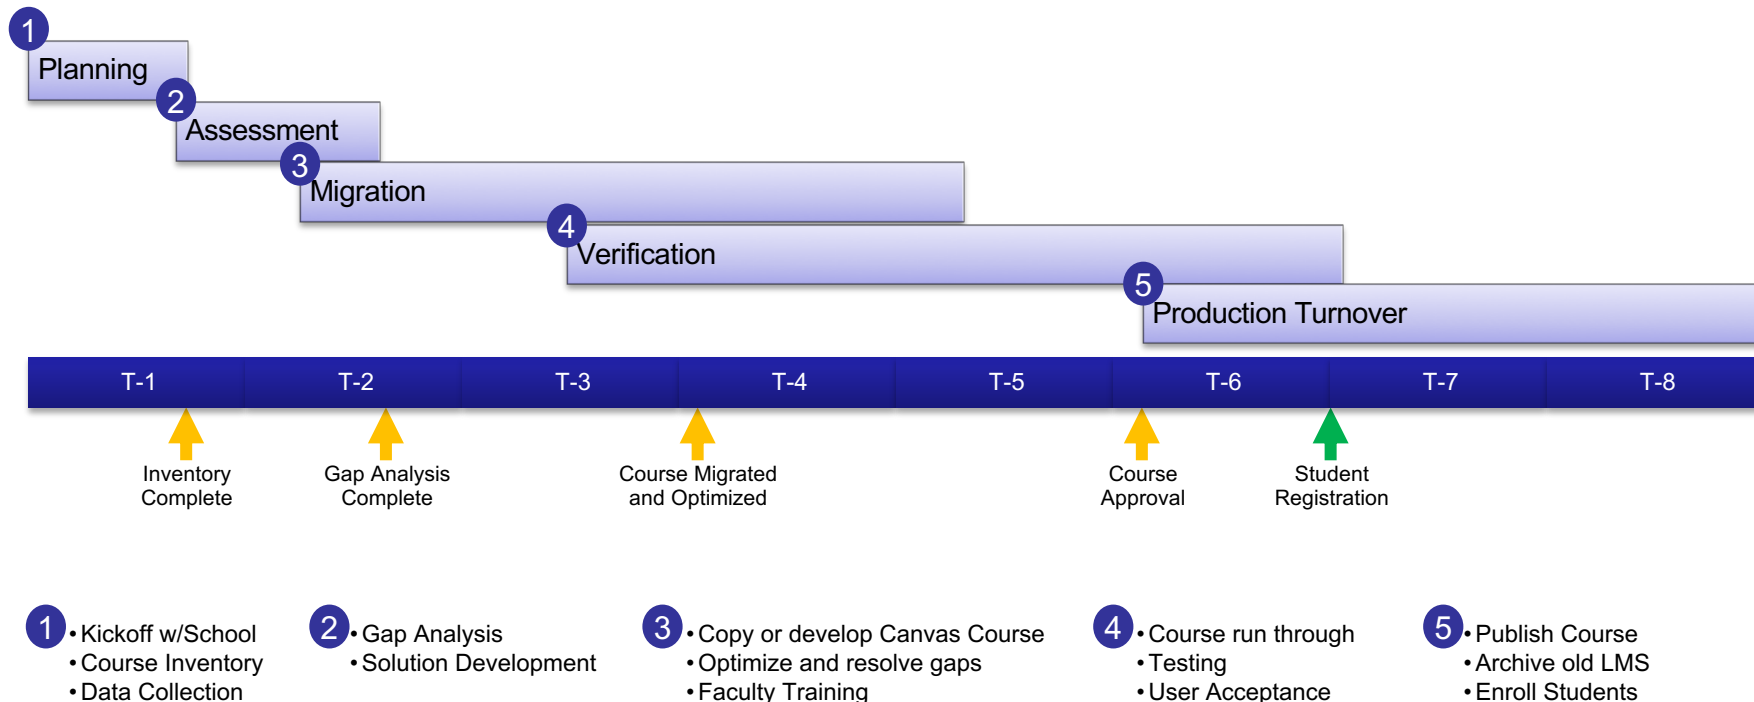 1
Planning
2
Assessment
3
Migration
4
Verification
5
Production Turnover
T-1 T-2 T-3 T-4 T-5 T-6 T-7 T-8
Inventory
Complete
Gap Analysis
Complete
Course Migrated
and Optimized
Course
Approval
Student
Registration
1
• Kickoff w/School
• Course Inventory
• Data Collection
2
• Gap Analysis
• Solution Development
3
• Copy or develop Canvas Course
• Optimize and resolve gaps
• Faculty Training
4
• Course run through
• Testing
• User Acceptance
5
• Publish Course
• Archive old LMS
• Enroll Students